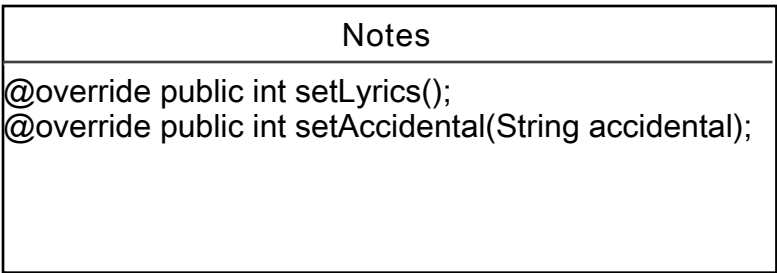 Notes
@override public int setLyrics();
@override public int setAccidental(String accidental);